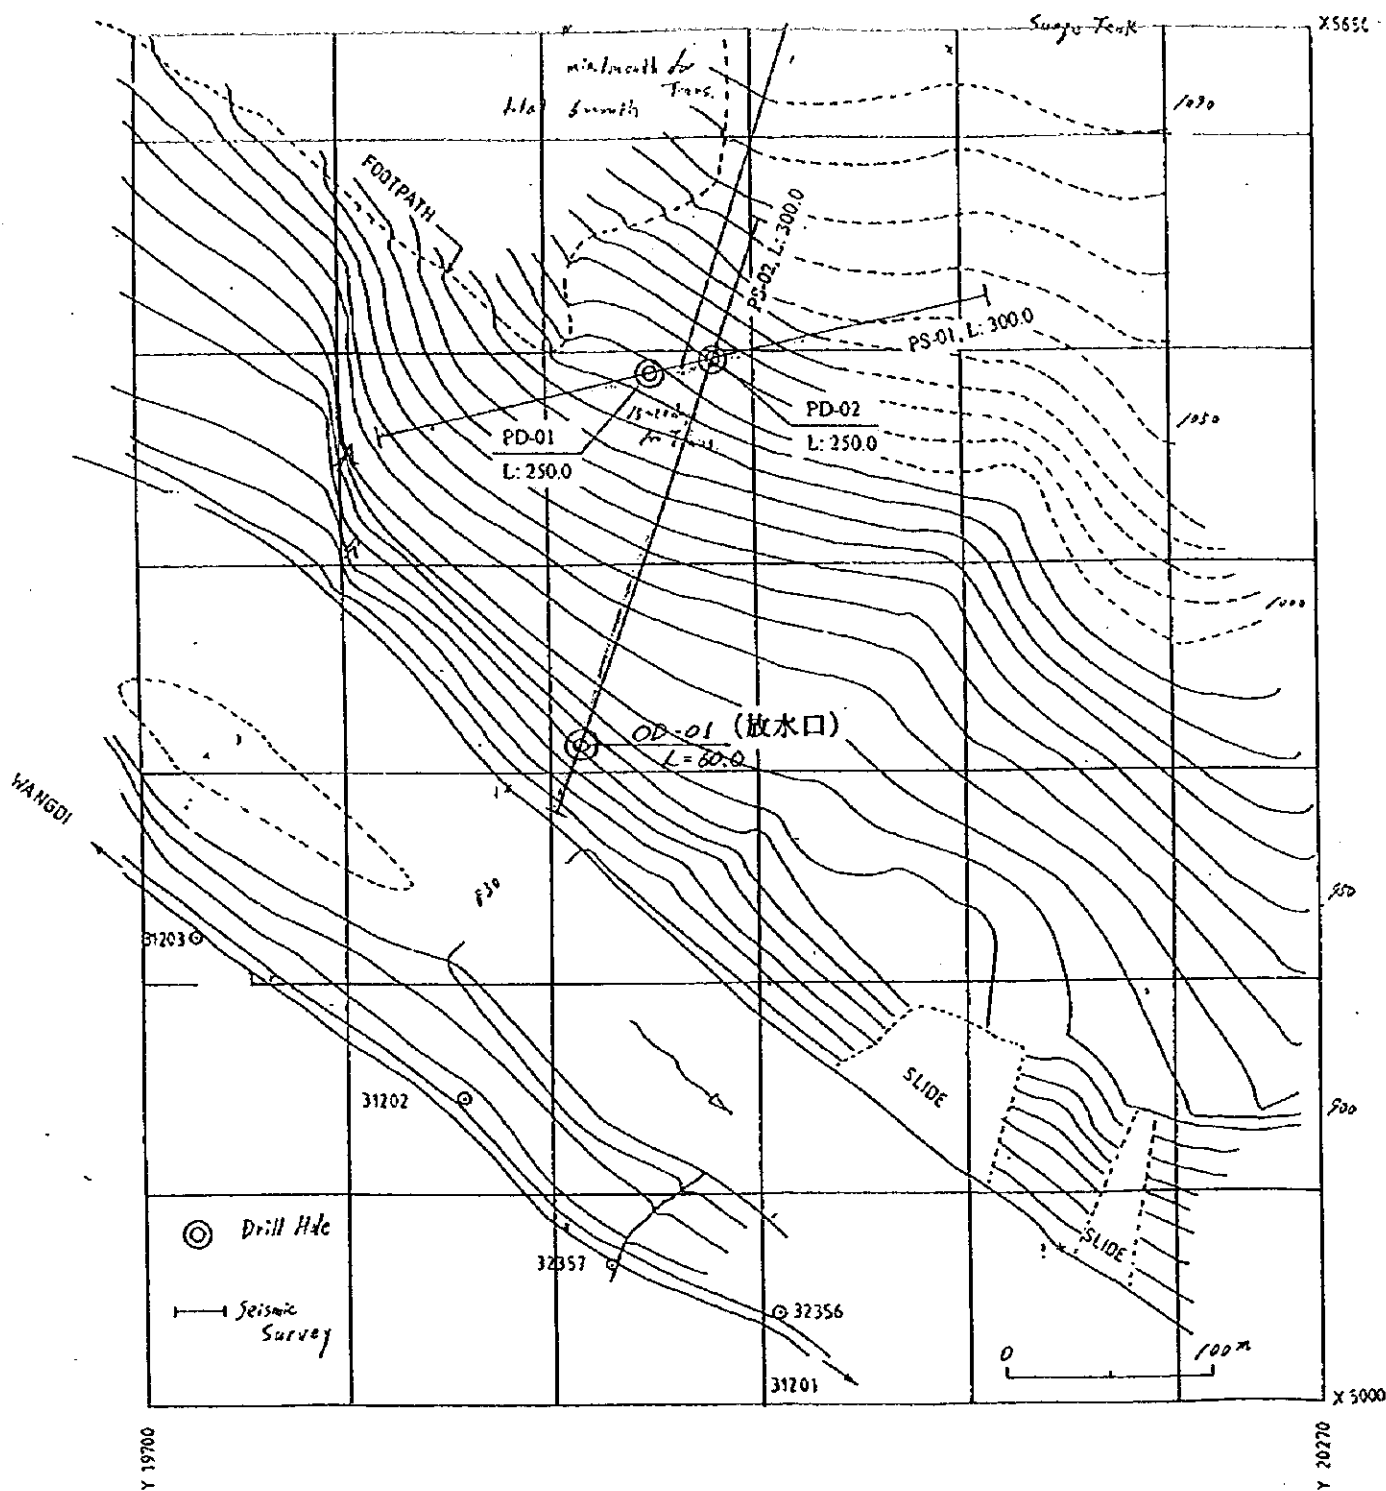 X5656
1090
FOOTPATH
PS-02, L: 300.0
PS-01, L: 300.0
PD-02
L: 250.0
1050
PD-01
L: 250.0
1000
OD-01 (放水口)
L=60.0
WANGDI
950
31203
SLIDE
31202
900
Drill Hole
SLIDE
32357
Seismic
Survey
32356
0 100m
31201
X 5000
Y 19700
Y 20270